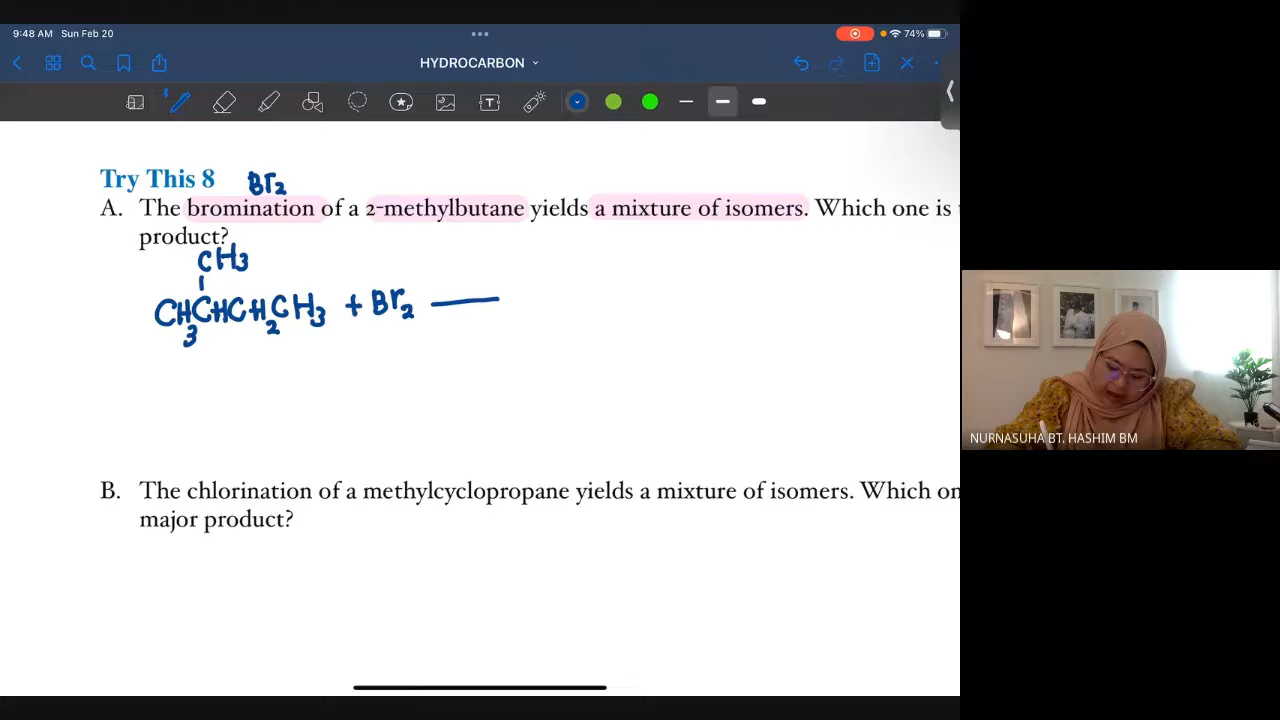 9:48 AM Sun Feb 20
74%
HYDROCARBON
T
Try This 8
Br2
A. The bromination of a 2-methylbutane yields a mixture of isomers. Which one is
product?
CH3
CH3CHCH2CH3 + Br2
NURNASUHA BT. HASHIM BM
B. The chlorination of a methylcyclopropane yields a mixture of isomers. Which
major product?